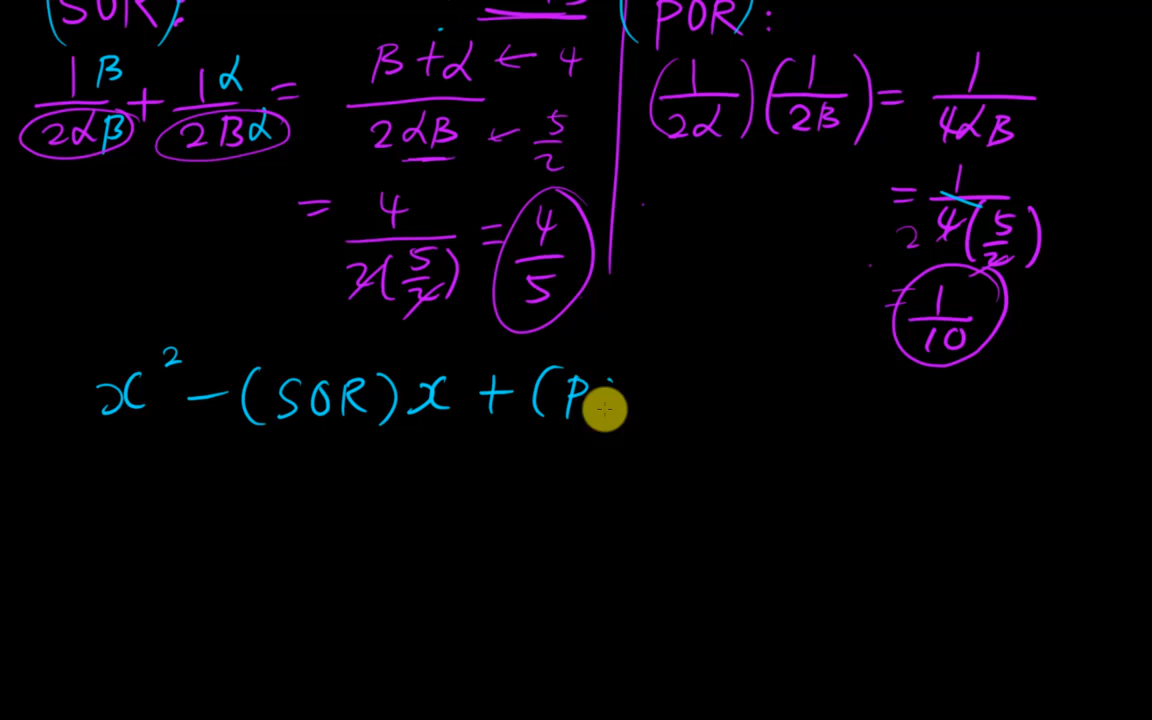 (SOR):
1β/2αβ + 1α/2βα = β+α/2αβ ← 4 ← 5/2
= 4/2(5/2) = 4/5
(POR):
(1/2α)(1/2β) = 1/4αβ
= 1/4(5/2) 2
= 1/10
x² - (SOR)x + (P